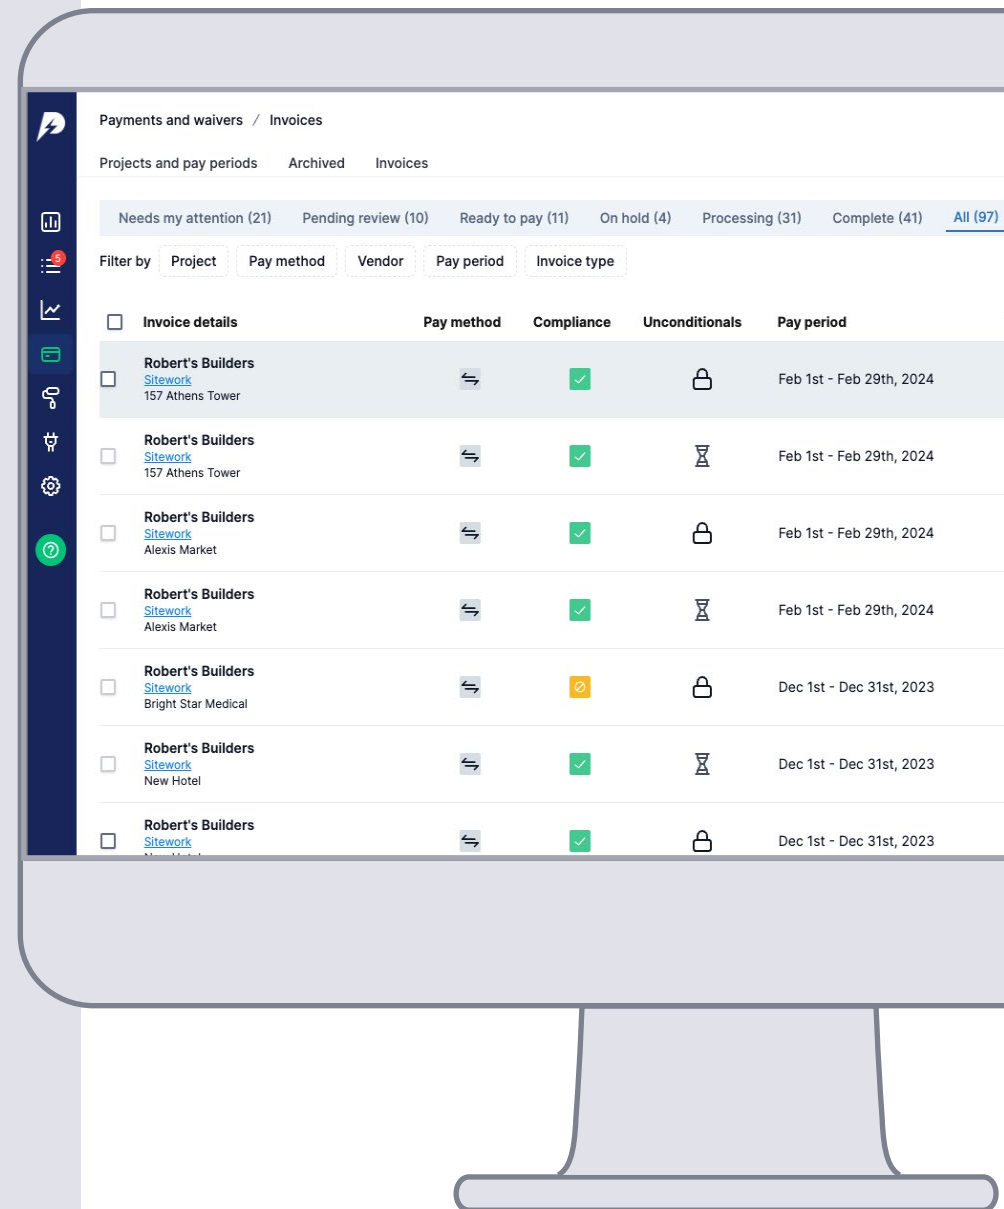 Payments and waivers / Invoices
Projects and pay periods Archived Invoices
Needs my attention (21) Pending review (10) Ready to pay (11) On hold (4) Processing (31) Complete (41) All (97)
Filter by Project Pay method Vendor Pay period Invoice type
5
Invoice details Pay method Compliance Unconditionals Pay period
Robert's Builders
Sitework Feb 1st - Feb 29th, 2024
157 Athens Tower
Robert's Builders
Sitework Feb 1st - Feb 29th, 2024
157 Athens Tower
Robert's Builders
Sitework Feb 1st - Feb 29th, 2024
Alexis Market
Robert's Builders
Sitework Feb 1st - Feb 29th, 2024
Alexis Market
Robert's Builders
Sitework Dec 1st - Dec 31st, 2023
Bright Star Medical
Robert's Builders
Sitework Dec 1st - Dec 31st, 2023
New Hotel
Robert's Builders
Sitework Dec 1st - Dec 31st, 2023